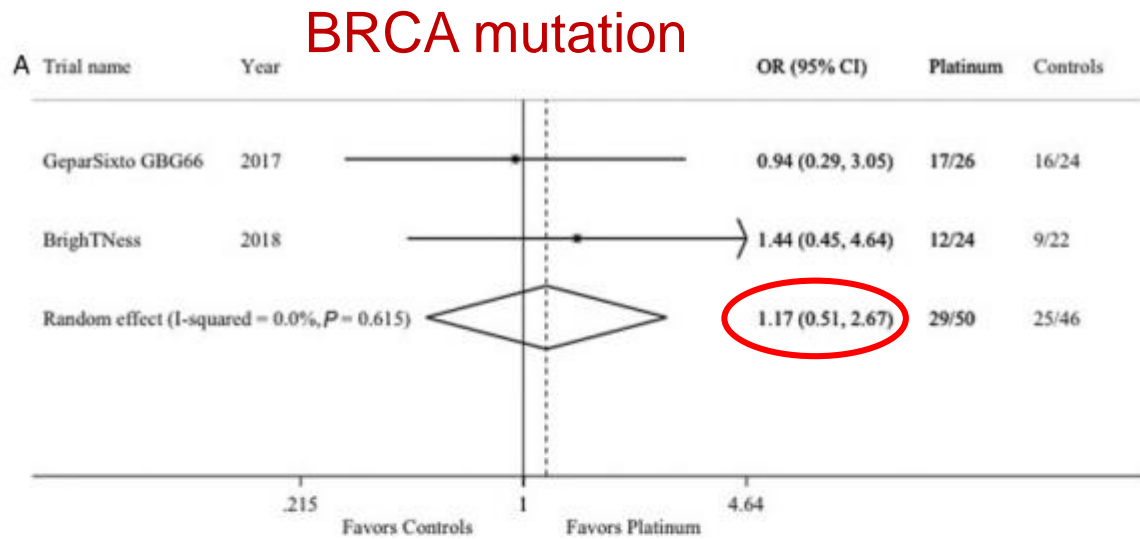 BRCA mutation
A Trial name Year OR (95% CI) Platinum Controls
GeparSixto GBG66 2017 0.94 (0.29, 3.05) 17/26 16/24
BrighTNess 2018 1.44 (0.45, 4.64) 12/24 9/22
Random effect (I-squared = 0.0%, P = 0.615) 1.17 (0.51, 2.67) 29/50 25/46
.215 1 4.64
Favors Controls Favors Platinum